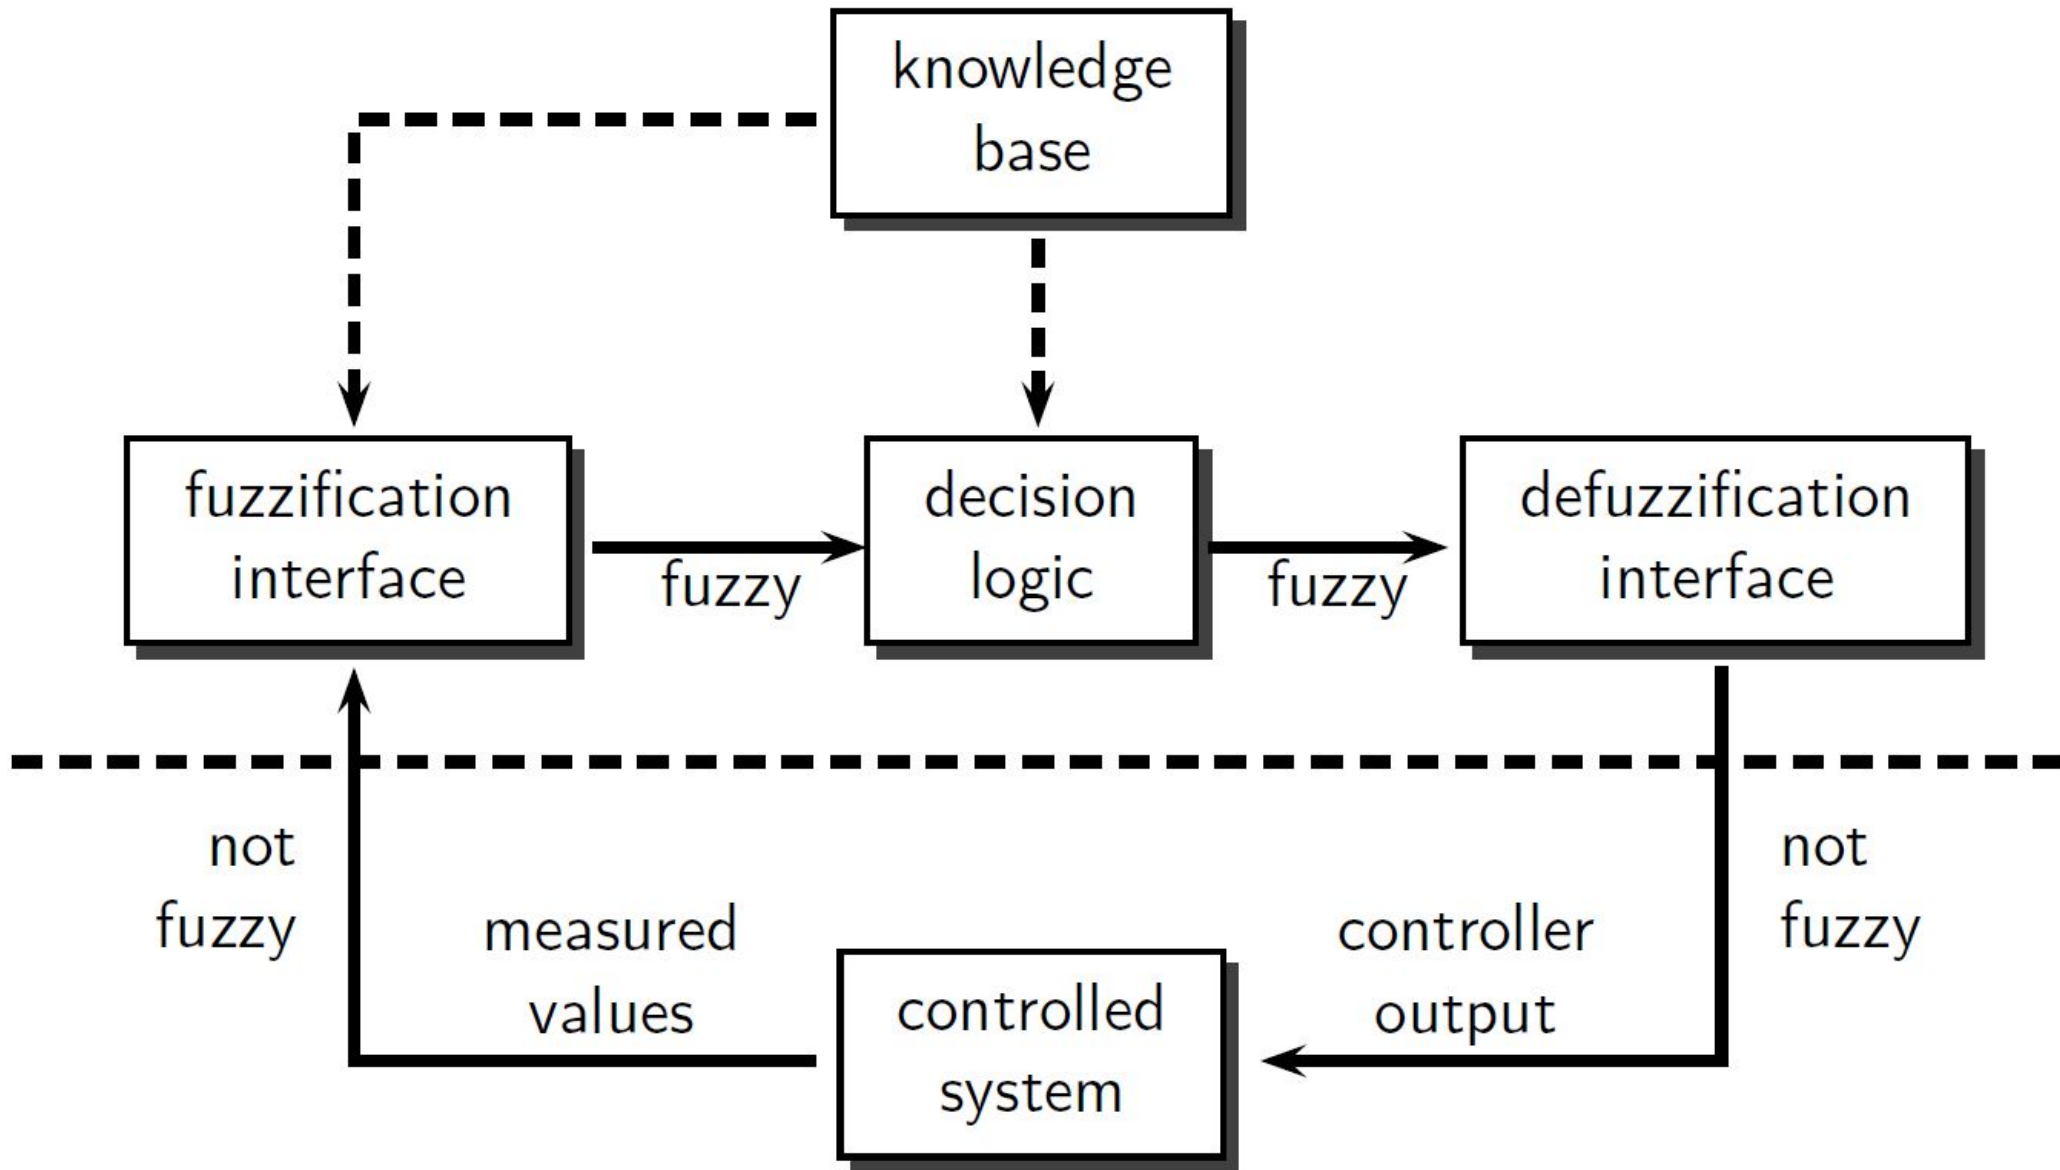 knowledge
base
fuzzification
interface
fuzzy
decision
logic
fuzzy
defuzzification
interface
not
fuzzy
measured
values
controlled
system
controller
output
not
fuzzy